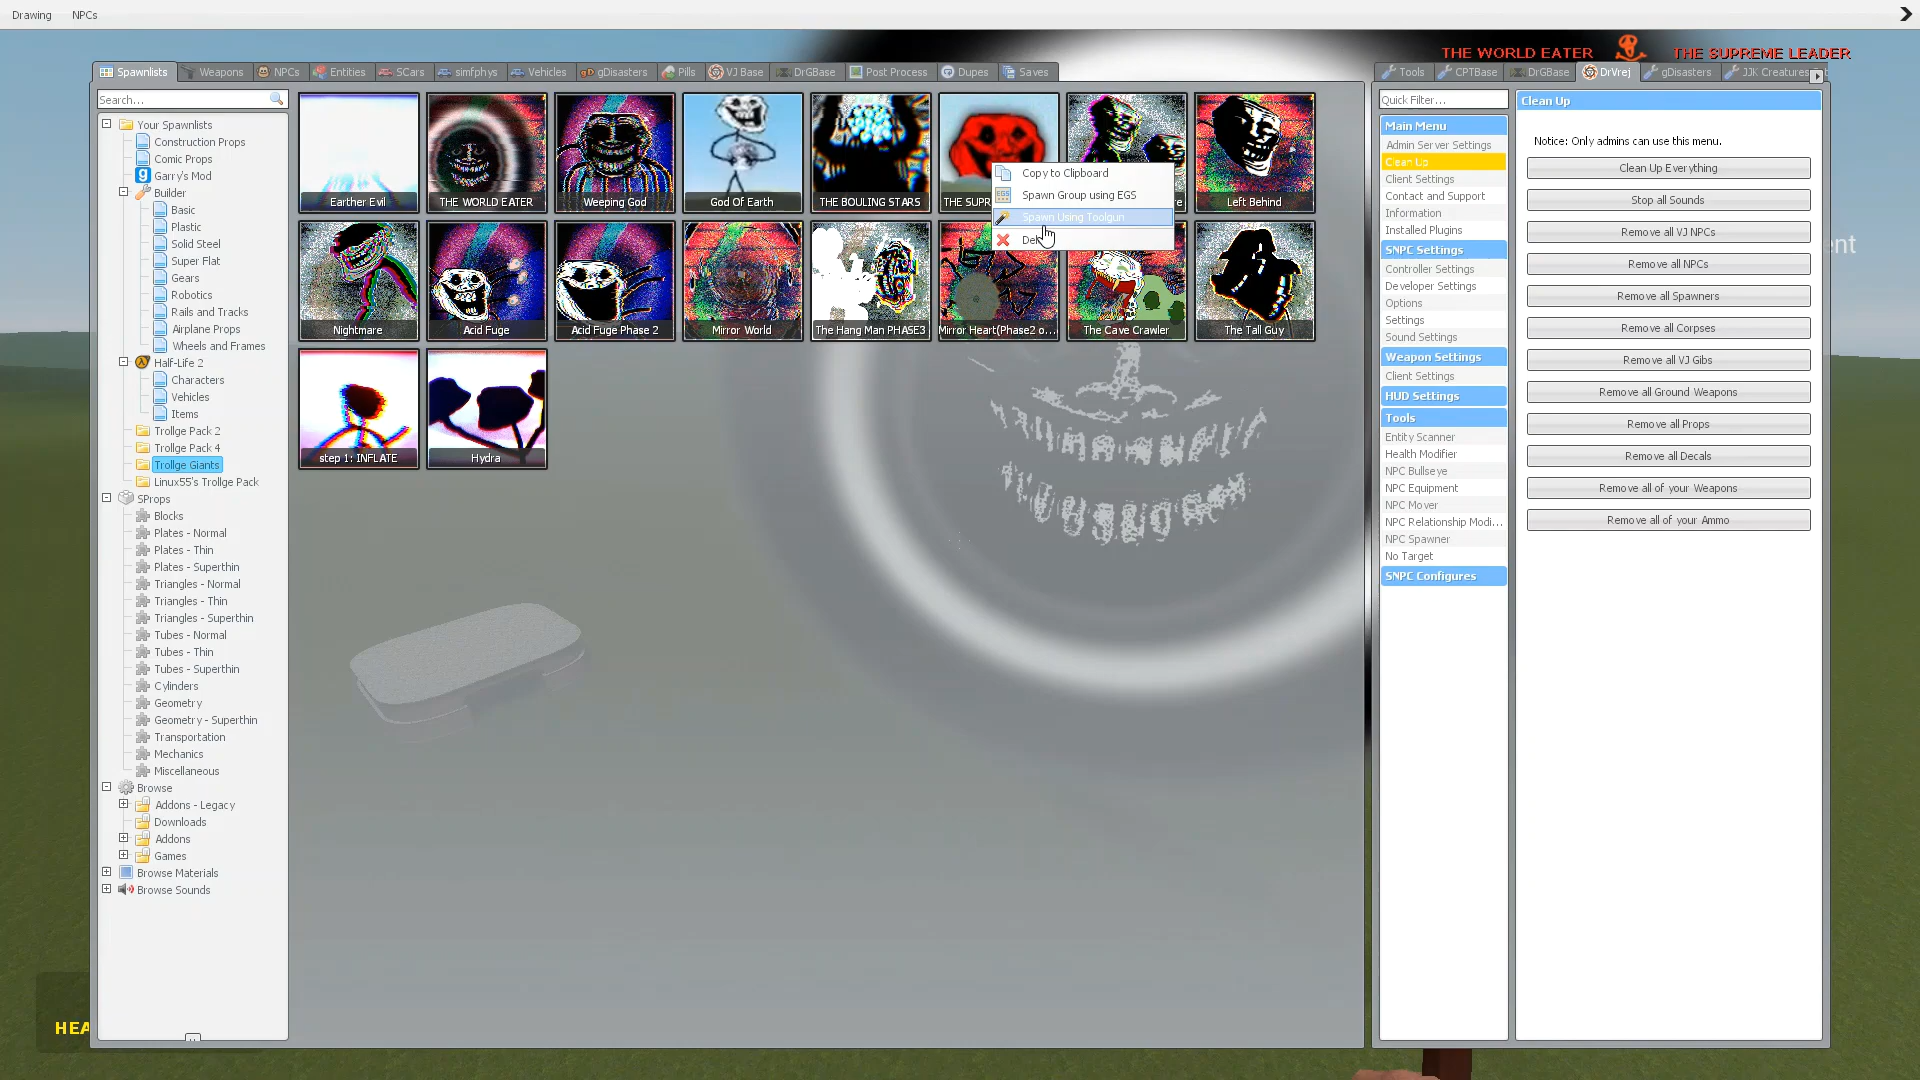 Drawing NPCs
THE WORLD EATER THE SUPREME LEADER
Spawnlists Weapons NPCs Entities SCars simfphys Vehicles gDisasters Pills VJ Base DrGBase Post Process Dupes Saves
Tools CPTBase DrGBase DrVrej gDisasters JJK Creatures
Search...
Your Spawnlists
Construction Props
Comic Props
Garry's Mod
Builder
Basic
Plastic
Solid Steel
Super Flat
Gears
Robotics
Rails and Tracks
Airplane Props
Wheels and Frames
Half-Life 2
Characters
Vehicles
Items
Trollge Pack 2
Trollge Pack 4
Trollge Giants
Linux55's Trollge Pack
SProps
Blocks
Plates - Normal
Plates - Thin
Plates - Superthin
Triangles - Normal
Triangles - Thin
Triangles - Superthin
Tubes - Normal
Tubes - Thin
Tubes - Superthin
Cylinders
Geometry
Geometry - Superthin
Transportation
Mechanics
Miscellaneous
Browse
Addons - Legacy
Downloads
Addons
Games
Browse Materials
Browse Sounds
Earther Evil THE WORLD EATER Weeping God God Of Earth THE BOULING STARS THE SUPR Left Behind
Copy to Clipboard
Spawn Group using EGS
Spawn Using Toolgun
De
Nightmare Acid Fuge Acid Fuge Phase 2 Mirror World The Hang Man PHASE3 Mirror Heart(Phase2 o... The Cave Crawler The Tall Guy
step 1: INFLATE Hydra
Quick Filter...
Main Menu
Admin Server Settings
Clean Up
Client Settings
Contact and Support
Information
Installed Plugins
SNPC Settings
Controller Settings
Developer Settings
Options
Settings
Sound Settings
Weapon Settings
Client Settings
HUD Settings
Tools
Entity Scanner
Health Modifier
NPC Bullseye
NPC Equipment
NPC Mover
NPC Relationship Modi...
NPC Spawner
No Target
SNPC Configures
Clean Up
Notice: Only admins can use this menu.
Clean Up Everything
Stop all Sounds
Remove all VJ NPCs
Remove all NPCs
Remove all Spawners
Remove all Corpses
Remove all VJ Gibs
Remove all Ground Weapons
Remove all Props
Remove all Decals
Remove all of your Weapons
Remove all of your Ammo
ent
HEA